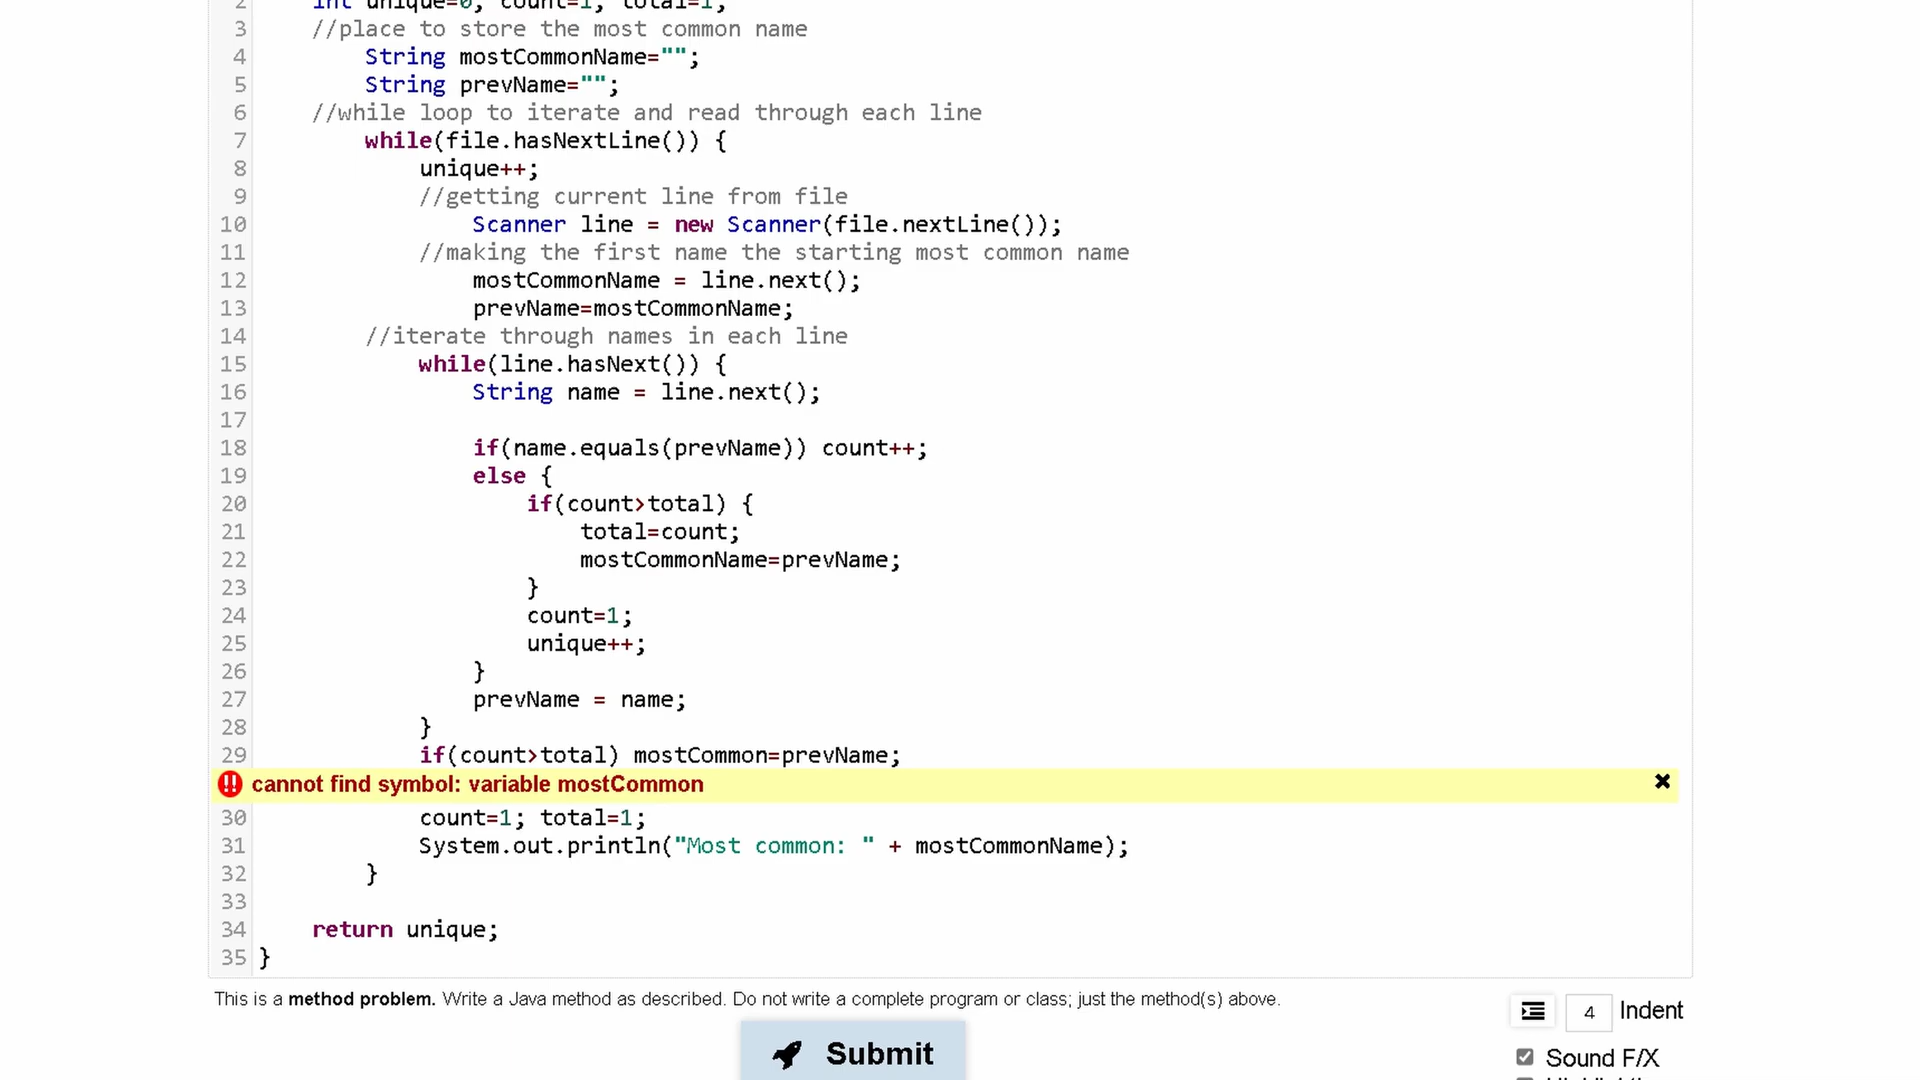 2 int unique=0, count=1, total=1;
3 //place to store the most common name
4 String mostCommonName="";
5 String prevName="";
6 //while loop to iterate and read through each line
7 while(file.hasNextLine()) {
8 unique++;
9 //getting current line from file
10 Scanner line = new Scanner(file.nextLine());
11 //making the first name the starting most common name
12 mostCommonName = line.next();
13 prevName=mostCommonName;
14 //iterate through names in each line
15 while(line.hasNext()) {
16 String name = line.next();
17
18 if(name.equals(prevName)) count++;
19 else {
20 if(count>total) {
21 total=count;
22 mostCommonName=prevName;
23 }
24 count=1;
25 unique++;
26 }
27 prevName = name;
28 }
29 if(count>total) mostCommon=prevName;
!! cannot find symbol: variable mostCommon ✖
30 count=1; total=1;
31 System.out.println("Most common: " + mostCommonName);
32 }
33
34 return unique;
35 }
This is a method problem. Write a Java method as described. Do not write a complete program or class; just the method(s) above.
4 Indent
Submit
Sound F/X